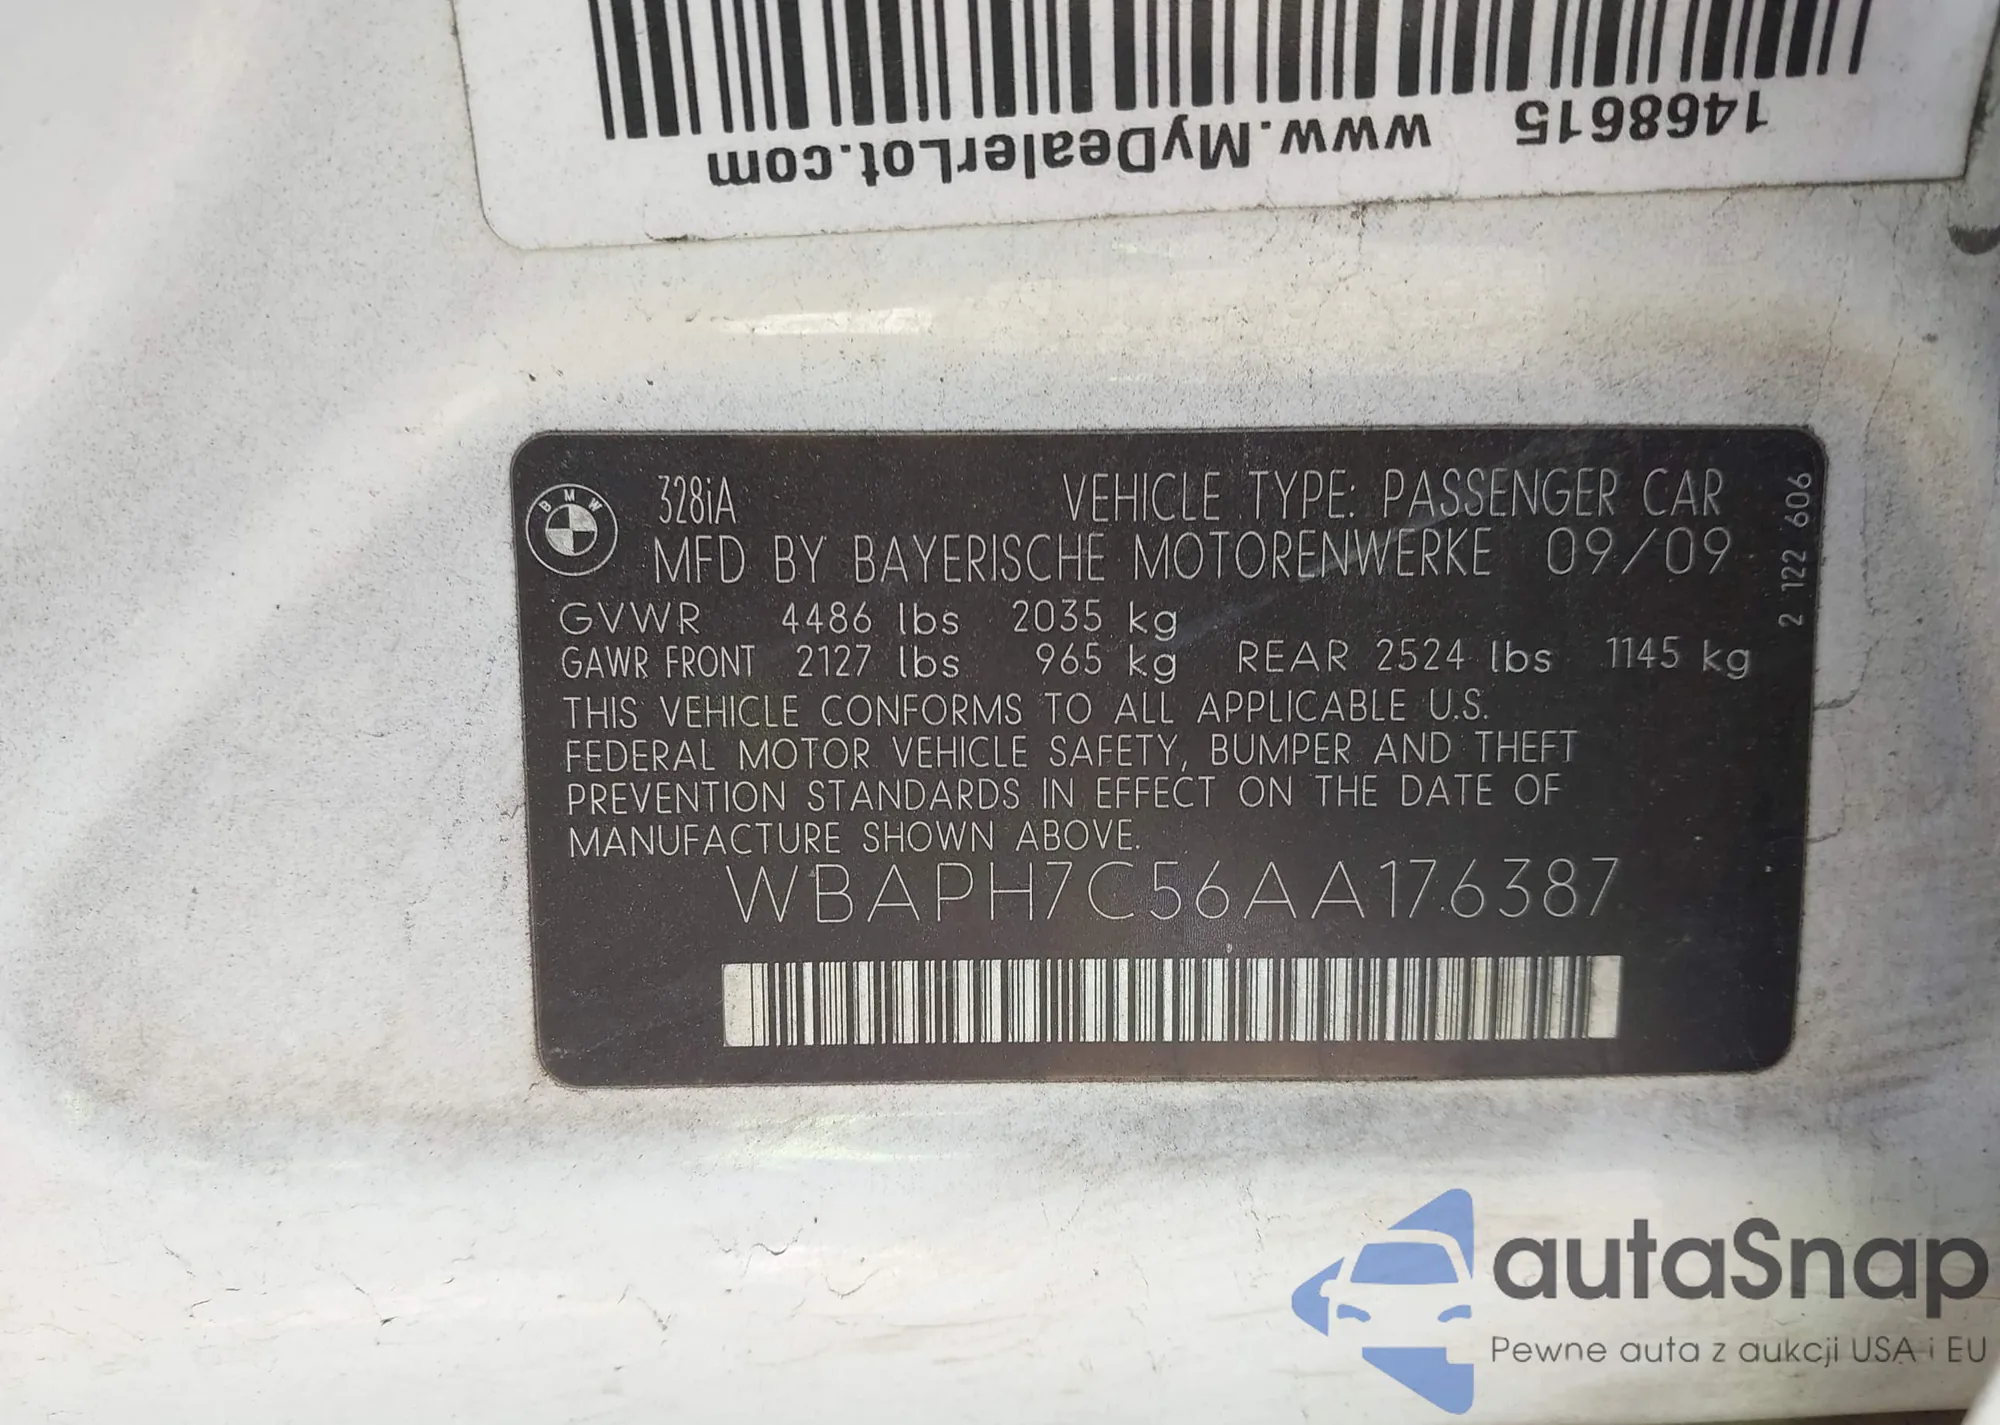 1468615 www.MyDealerLot.com
BMW
328iA VEHICLE TYPE: PASSENGER CAR
MFD BY BAYERISCHE MOTORENWERKE 09/09
GVWR 4486 lbs 2035 kg
GAWR FRONT 2127 lbs 965 kg REAR 2524 lbs 1145 kg
THIS VEHICLE CONFORMS TO ALL APPLICABLE U.S.
FEDERAL MOTOR VEHICLE SAFETY, BUMPER AND THEFT
PREVENTION STANDARDS IN EFFECT ON THE DATE OF
MANUFACTURE SHOWN ABOVE.
WBAPH7C56AA176387
2 122 606
autaSnap
Pewne auta z aukcji USA i EU